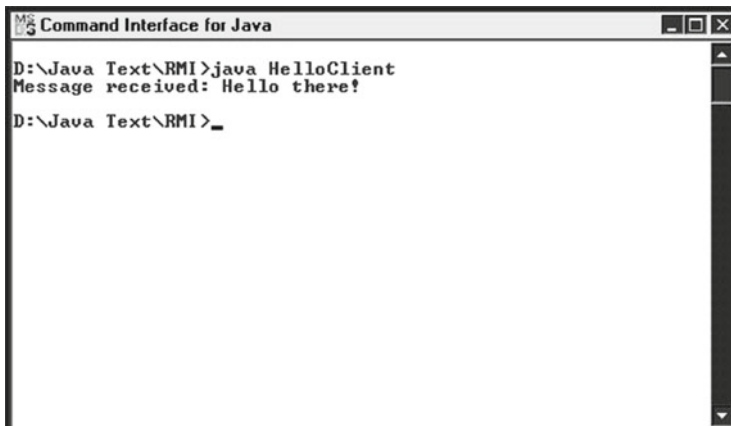 Command Interface for Java
D:\Java Text\RMI>java HelloClient
Message received: Hello there!
D:\Java Text\RMI>_